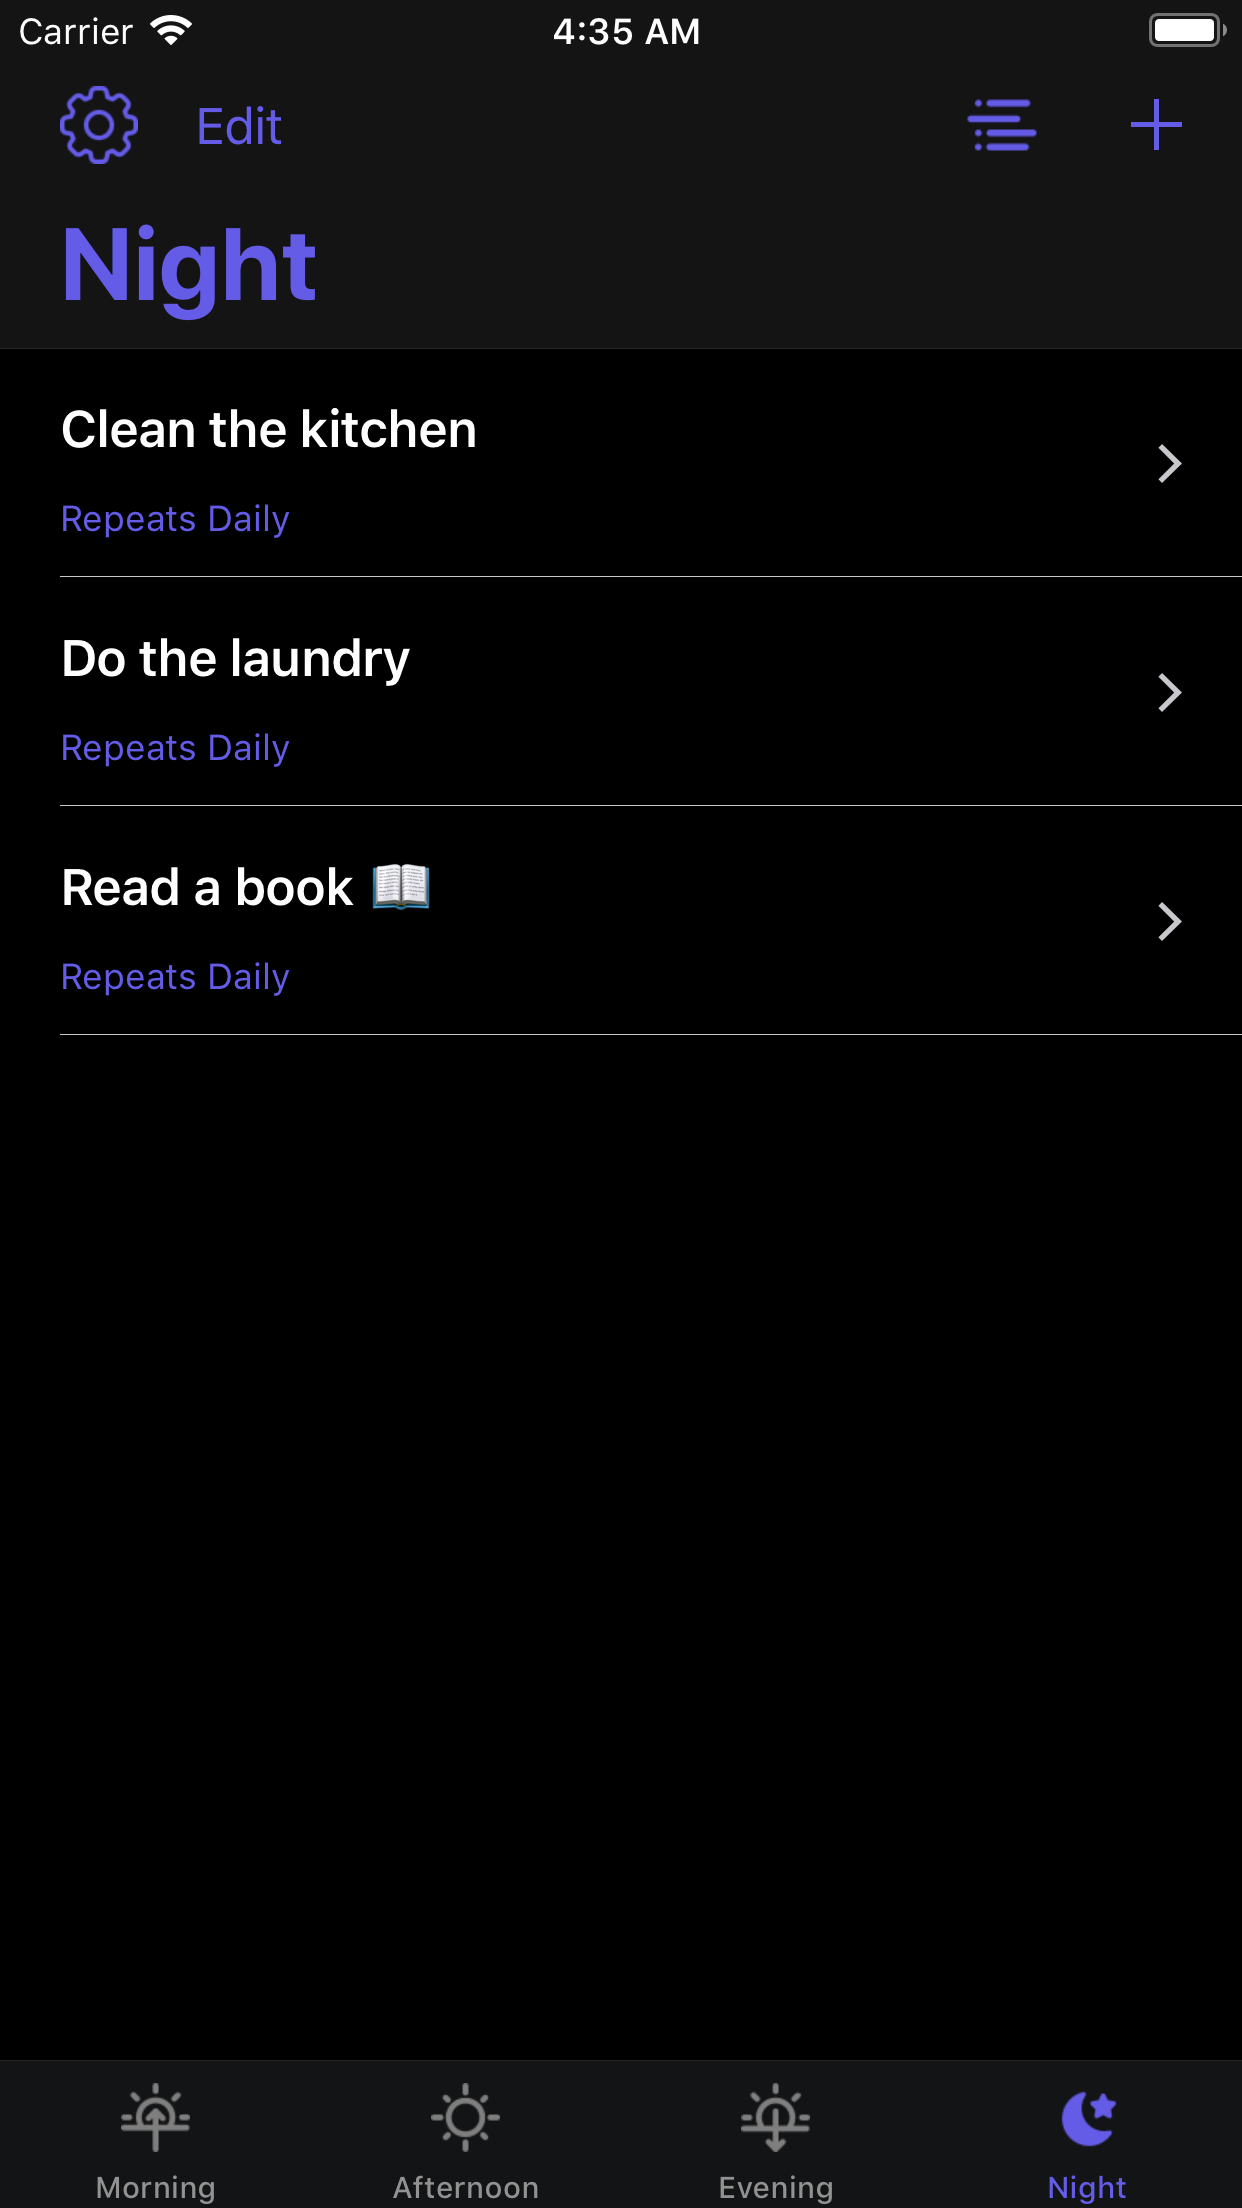 Carrier 4:35 AM
Edit
Night
Clean the kitchen
Repeats Daily
Do the laundry
Repeats Daily
Read a book 📖
Repeats Daily
Morning Afternoon Evening Night